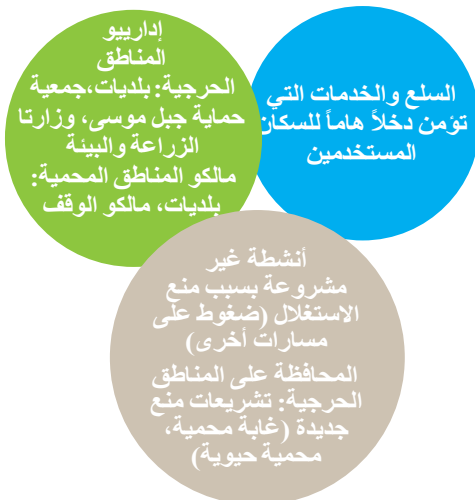 إدارييو
المناطق
الحرجية: بلديات،جمعية
حماية جبل موسى، وزارتا
الزراعة والبيئة
مالكو المناطق المحمية:
بلديات، مالكو الوقف
السلع والخدمات التي
تؤمن دخلاً هاماً للسكان
المستخدمين
أنشطة غير
مشروعة بسبب منع
الاستغلال (ضغوط على
مسارات أخرى)
المحافظة على المناطق
الحرجية: تشريعات منع
جديدة (غابة محمية،
محمية حيوية)